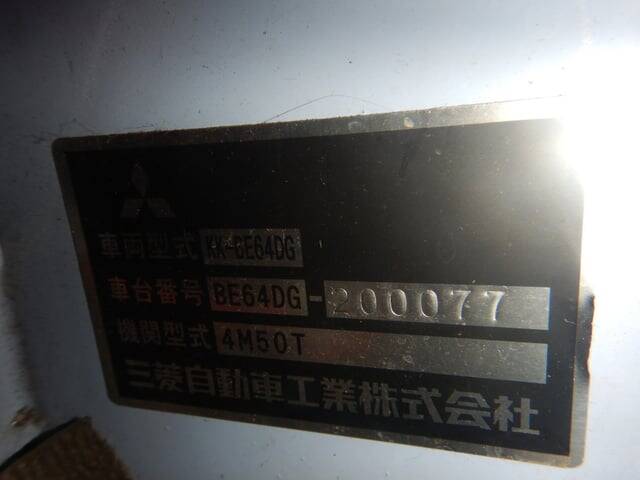 車両型式 KK-BE64DG
車台番号 BE64DG-200077
機関型式 4M50T
三菱自動車工業株式会社